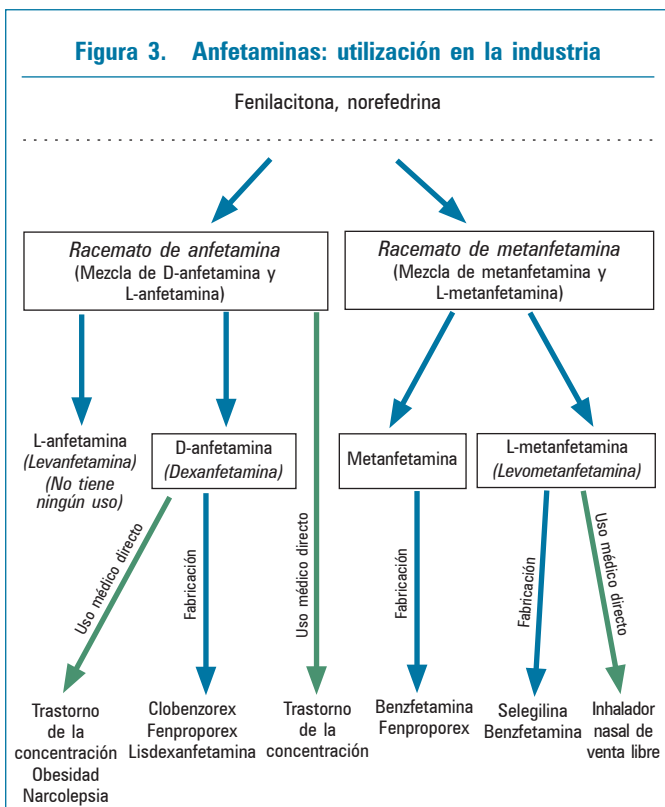 Figura 3. Anfetaminas: utilización en la industria
Fenilacitona, norefedrina
Racemato de anfetamina
(Mezcla de D-anfetamina y
L-anfetamina)
Racemato de metanfetamina
(Mezcla de metanfetamina y
L-metanfetamina)
L-anfetamina
(Levanfetamina)
(No tiene
ningún uso)
D-anfetamina
(Dexanfetamina)
Metanfetamina
L-metanfetamina
(Levometanfetamina)
Uso médico directo
Fabricación
Uso médico directo
Fabricación
Fabricación
Uso médico directo
Trastorno
de la
concentración
Obesidad
Narcolepsia
Clobenzorex
Fenproporex
Lisdexanfetamina
Trastorno
de la
concentración
Benzfetamina
Fenproporex
Selegilina
Benzfetamina
Inhalador
nasal de
venta libre